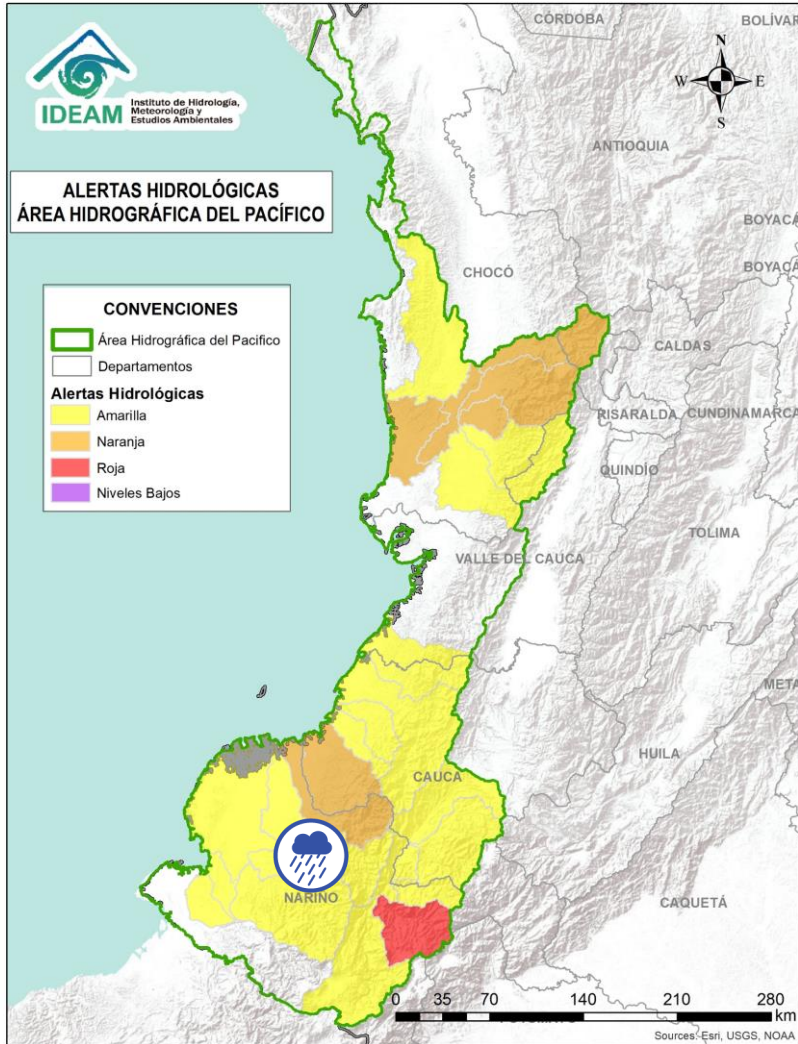 IDEAM
Instituto de Hidrología,
Meteorología y
Estudios Ambientales
ALERTAS HIDROLÓGICAS
ÁREA HIDROGRÁFICA DEL PACÍFICO
CONVENCIONES
Área Hidrográfica del Pacífico
Departamentos
Alertas Hidrológicas
Amarilla
Naranja
Roja
Niveles Bajos
N
W E
S
CÓRDOBA
BOLÍVAR
ANTIOQUIA
BOYACÁ
CHOCÓ
BOYACÁ
CALDAS
RISARALDA
CUNDINAMARCA
QUINDÍO
TOLIMA
VALLE DEL CAUCA
META
HUILA
CAUCA
NARIÑO
CAQUETÁ
0 35 70 140 210 280
km
Sources: Esri, USGS, NOAA